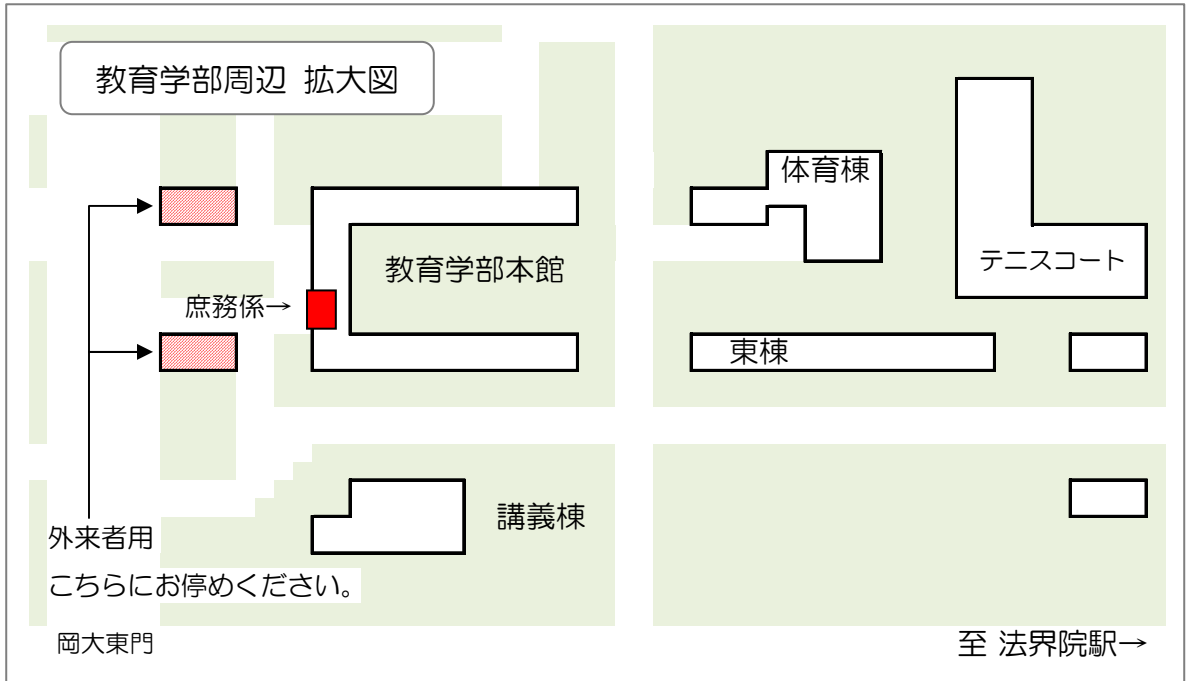 教育学部周辺 拡大図
体育棟
教育学部本館
テニスコート
庶務係→
東棟
講義棟
外来者用
こちらにお停めください。
岡大東門
至 法界院駅→